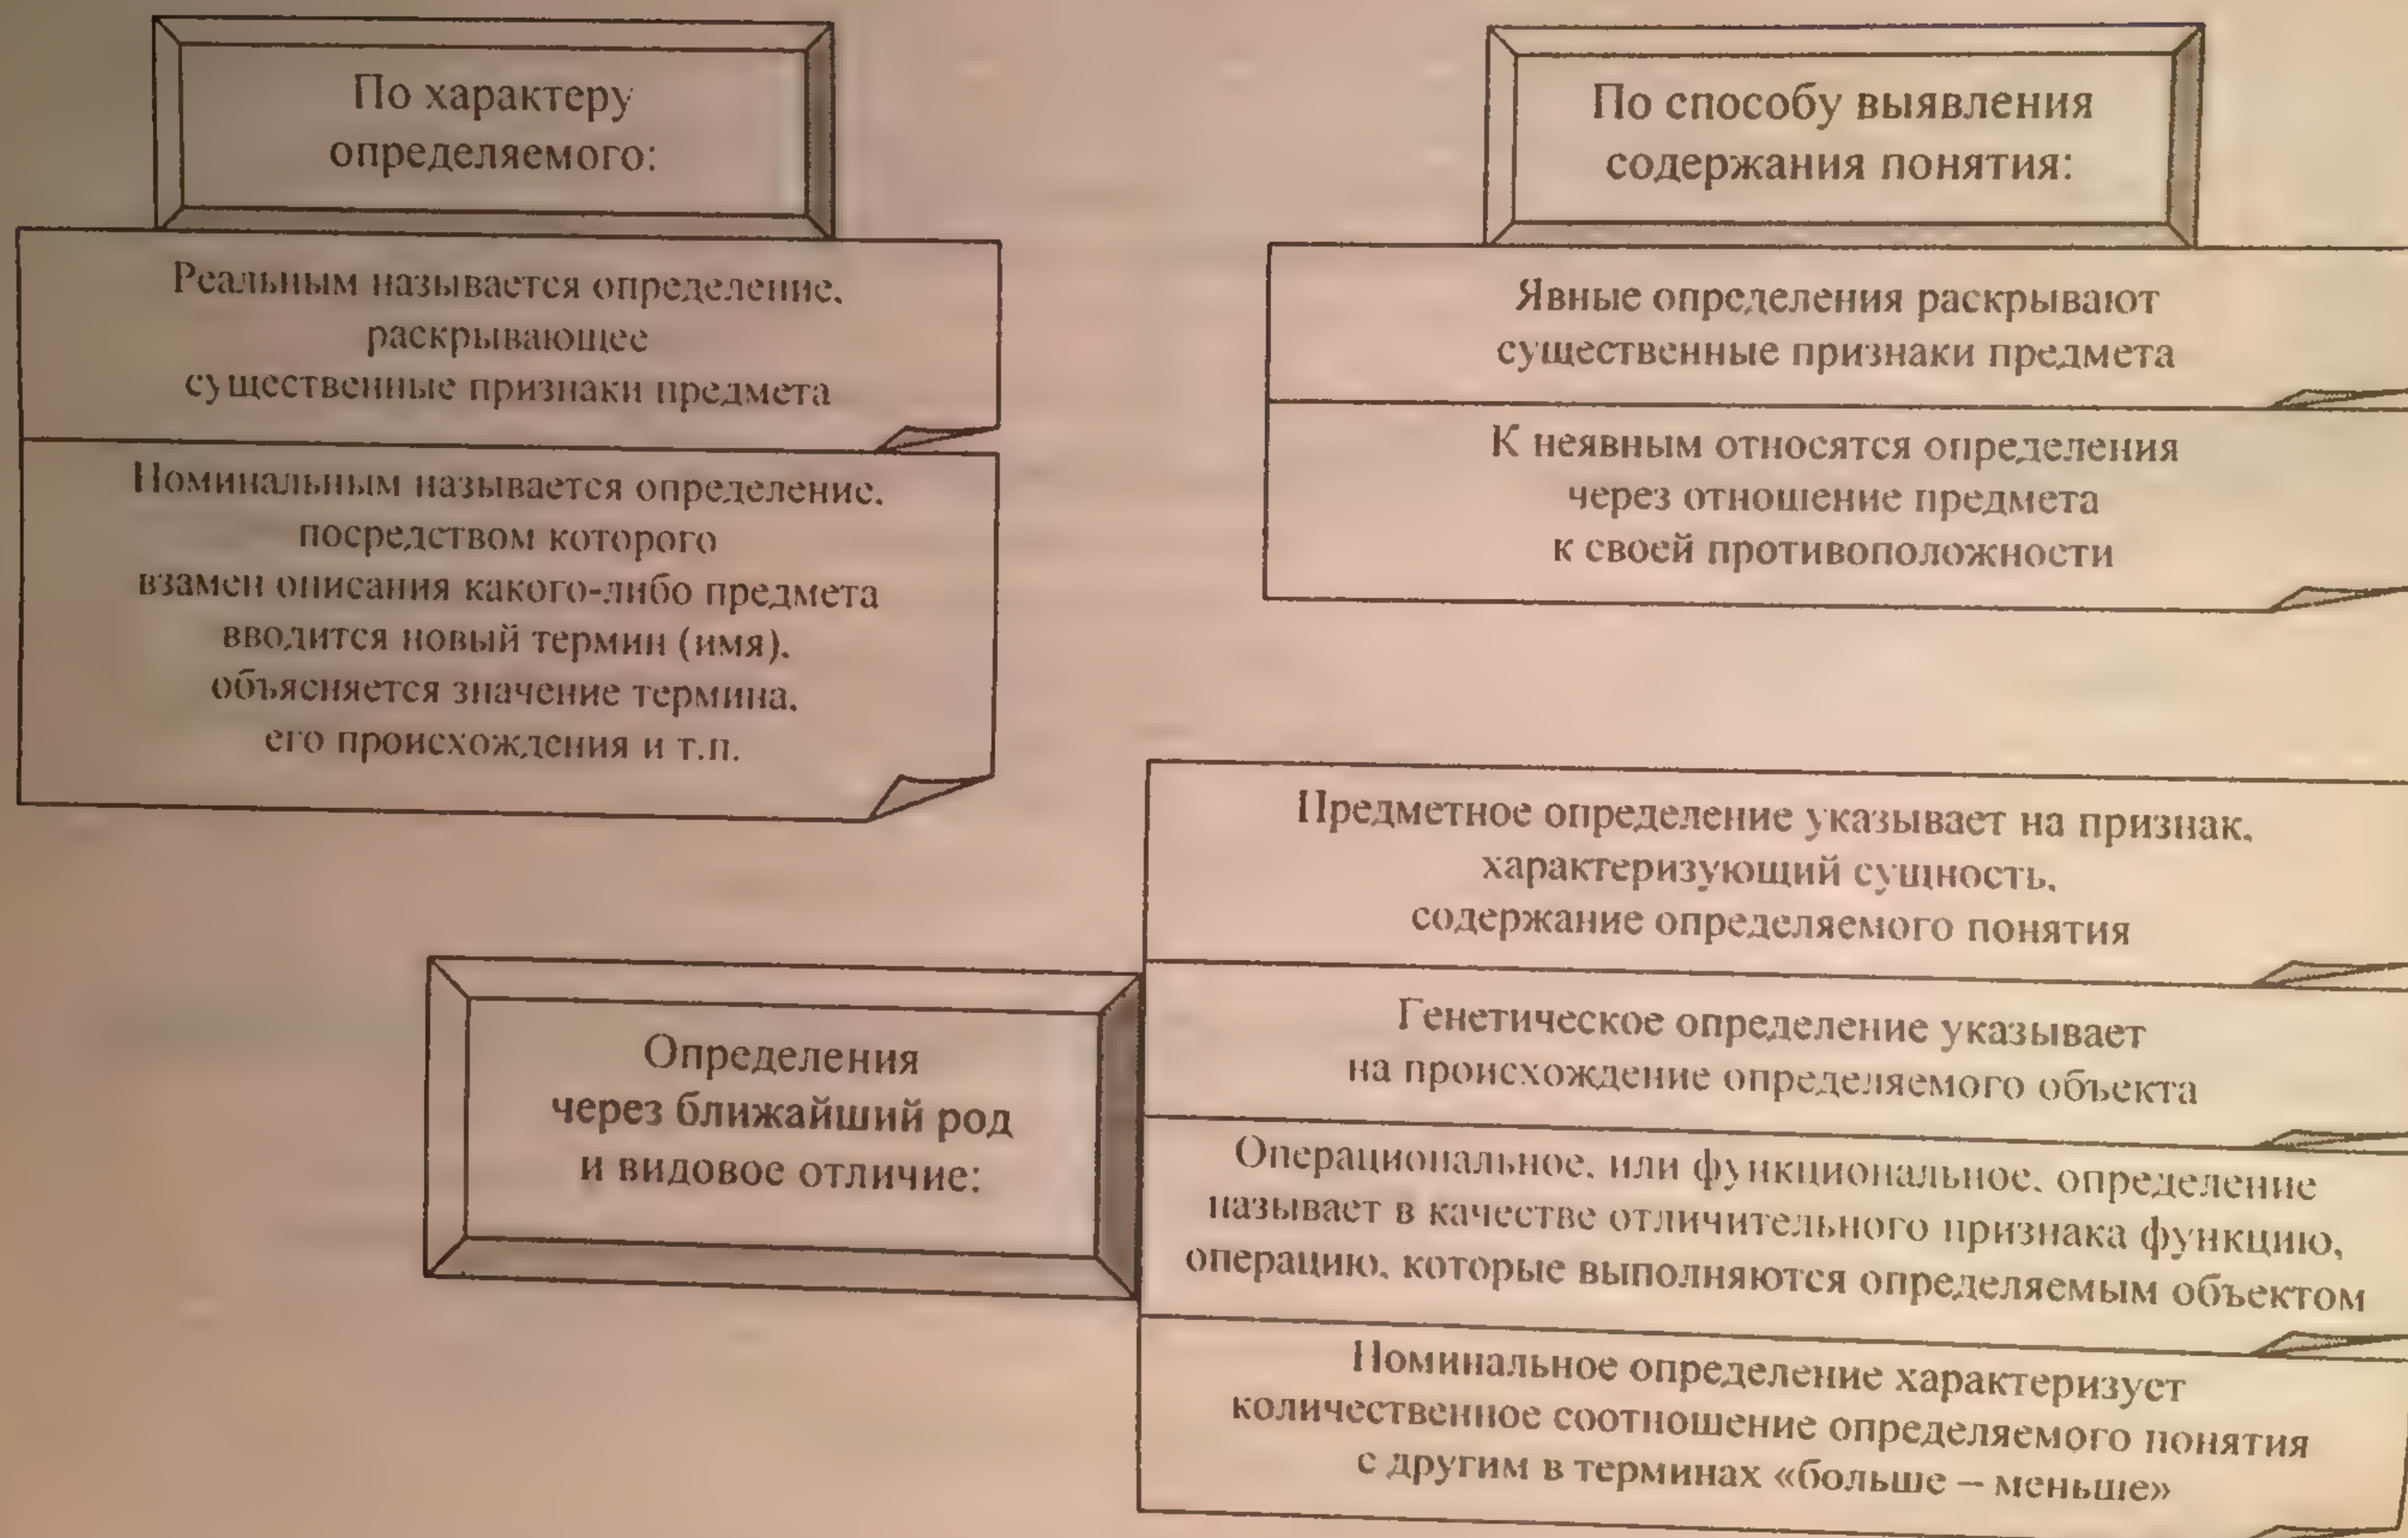 По характеру
определяемого:
Реальным называется определение,
раскрывающее
существенные признаки предмета
Номинальным называется определение,
посредством которого
взамен описания какого-либо предмета
вводится новый термин (имя),
объясняется значение термина,
его происхождения и т.п.
По способу выявления
содержания понятия:
Явные определения раскрывают
существенные признаки предмета
К неявным относятся определения
через отношение предмета
к своей противоположности
Определения
через ближайший род
и видовое отличие:
Предметное определение указывает на признак,
характеризующий сущность,
содержание определяемого понятия
Генетическое определение указывает
на происхождение определяемого объекта
Операциональное, или функциональное, определение
называет в качестве отличительного признака функцию,
операцию, которые выполняются определяемым объектом
Номинальное определение характеризует
количественное соотношение определяемого понятия
с другим в терминах «больше – меньше»